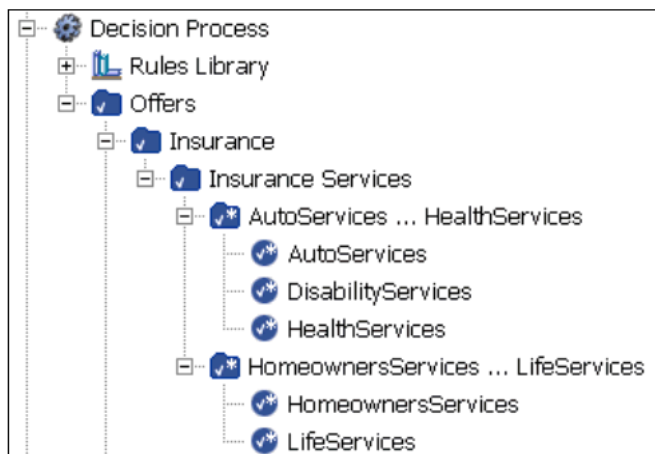 Decision Process
Rules Library
Offers
Insurance
Insurance Services
AutoServices ... HealthServices
AutoServices
DisabilityServices
HealthServices
HomeownersServices ... LifeServices
HomeownersServices
LifeServices